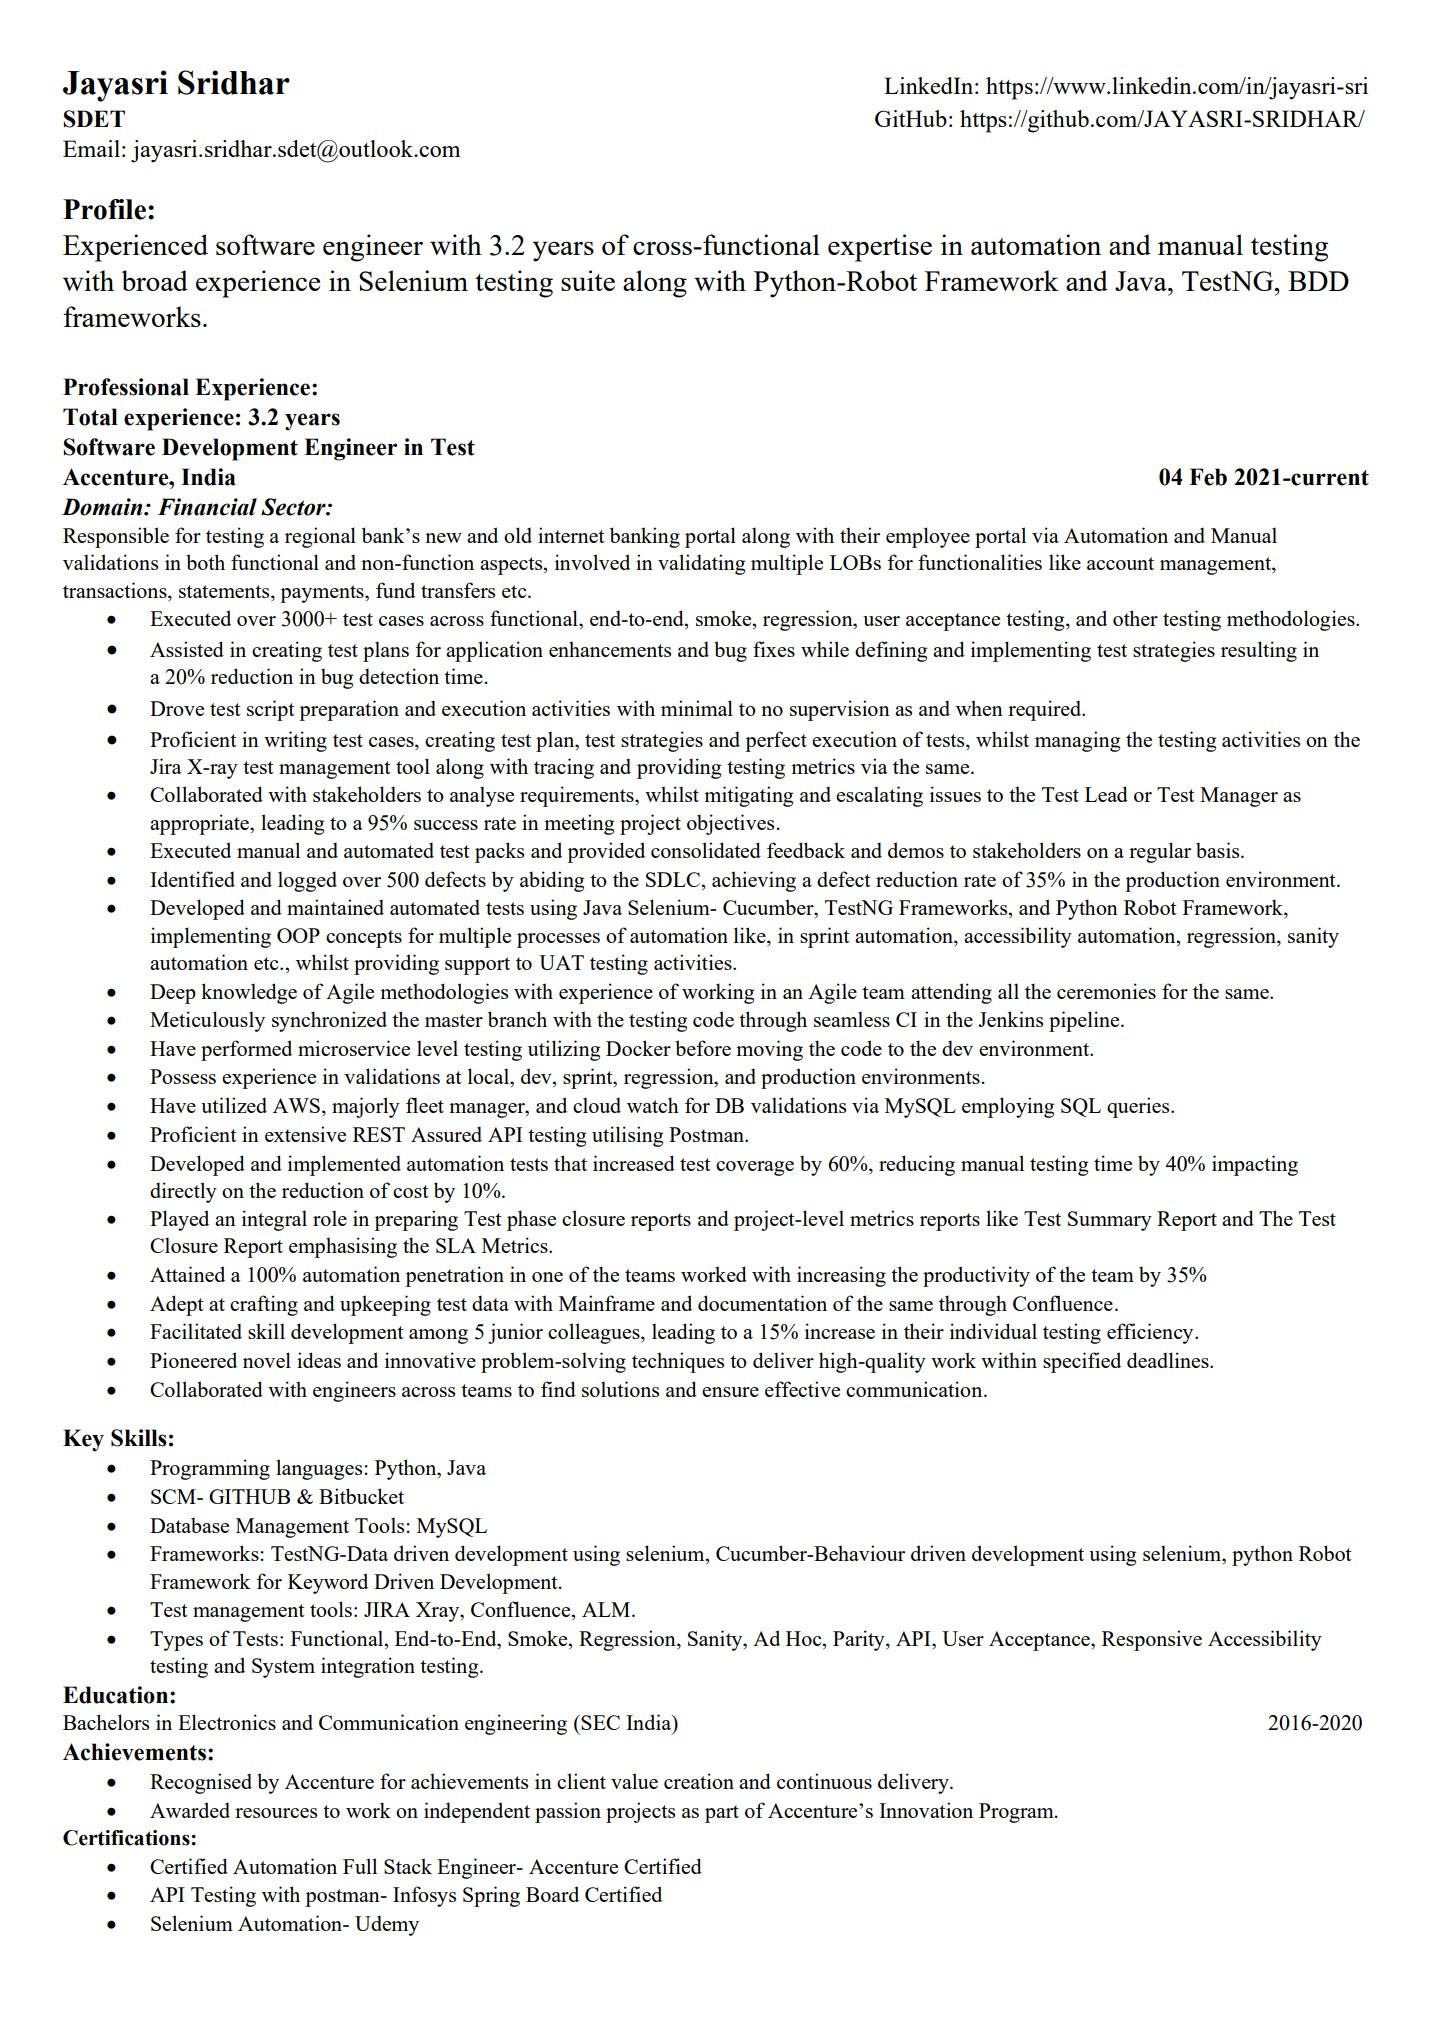 Jayasri Sridhar LinkedIn: https://www.linkedin.com/in/jayasri-sri
SDET GitHub: https://github.com/JAYASRI-SRIDHAR/
Email: jayasri.sridhar.sdet@outlook.com
Profile:
Experienced software engineer with 3.2 years of cross-functional expertise in automation and manual testing
with broad experience in Selenium testing suite along with Python-Robot Framework and Java, TestNG, BDD
frameworks.
Professional Experience:
Total experience: 3.2 years
Software Development Engineer in Test
Accenture, India 04 Feb 2021-current
Domain: Financial Sector:
Responsible for testing a regional bank’s new and old internet banking portal along with their employee portal via Automation and Manual
validations in both functional and non-function aspects, involved in validating multiple LOBs for functionalities like account management,
transactions, statements, payments, fund transfers etc.
• Executed over 3000+ test cases across functional, end-to-end, smoke, regression, user acceptance testing, and other testing methodologies.
• Assisted in creating test plans for application enhancements and bug fixes while defining and implementing test strategies resulting in
a 20% reduction in bug detection time.
• Drove test script preparation and execution activities with minimal to no supervision as and when required.
• Proficient in writing test cases, creating test plan, test strategies and perfect execution of tests, whilst managing the testing activities on the
Jira X-ray test management tool along with tracing and providing testing metrics via the same.
• Collaborated with stakeholders to analyse requirements, whilst mitigating and escalating issues to the Test Lead or Test Manager as
appropriate, leading to a 95% success rate in meeting project objectives.
• Executed manual and automated test packs and provided consolidated feedback and demos to stakeholders on a regular basis.
• Identified and logged over 500 defects by abiding to the SDLC, achieving a defect reduction rate of 35% in the production environment.
• Developed and maintained automated tests using Java Selenium- Cucumber, TestNG Frameworks, and Python Robot Framework,
implementing OOP concepts for multiple processes of automation like, in sprint automation, accessibility automation, regression, sanity
automation etc., whilst providing support to UAT testing activities.
• Deep knowledge of Agile methodologies with experience of working in an Agile team attending all the ceremonies for the same.
• Meticulously synchronized the master branch with the testing code through seamless CI in the Jenkins pipeline.
• Have performed microservice level testing utilizing Docker before moving the code to the dev environment.
• Possess experience in validations at local, dev, sprint, regression, and production environments.
• Have utilized AWS, majorly fleet manager, and cloud watch for DB validations via MySQL employing SQL queries.
• Proficient in extensive REST Assured API testing utilising Postman.
• Developed and implemented automation tests that increased test coverage by 60%, reducing manual testing time by 40% impacting
directly on the reduction of cost by 10%.
• Played an integral role in preparing Test phase closure reports and project-level metrics reports like Test Summary Report and The Test
Closure Report emphasising the SLA Metrics.
• Attained a 100% automation penetration in one of the teams worked with increasing the productivity of the team by 35%
• Adept at crafting and upkeeping test data with Mainframe and documentation of the same through Confluence.
• Facilitated skill development among 5 junior colleagues, leading to a 15% increase in their individual testing efficiency.
• Pioneered novel ideas and innovative problem-solving techniques to deliver high-quality work within specified deadlines.
• Collaborated with engineers across teams to find solutions and ensure effective communication.
Key Skills:
• Programming languages: Python, Java
• SCM- GITHUB & Bitbucket
• Database Management Tools: MySQL
• Frameworks: TestNG-Data driven development using selenium, Cucumber-Behaviour driven development using selenium, python Robot
Framework for Keyword Driven Development.
• Test management tools: JIRA Xray, Confluence, ALM.
• Types of Tests: Functional, End-to-End, Smoke, Regression, Sanity, Ad Hoc, Parity, API, User Acceptance, Responsive Accessibility
testing and System integration testing.
Education:
Bachelors in Electronics and Communication engineering (SEC India) 2016-2020
Achievements:
• Recognised by Accenture for achievements in client value creation and continuous delivery.
• Awarded resources to work on independent passion projects as part of Accenture’s Innovation Program.
Certifications:
• Certified Automation Full Stack Engineer- Accenture Certified
• API Testing with postman- Infosys Spring Board Certified
• Selenium Automation- Udemy